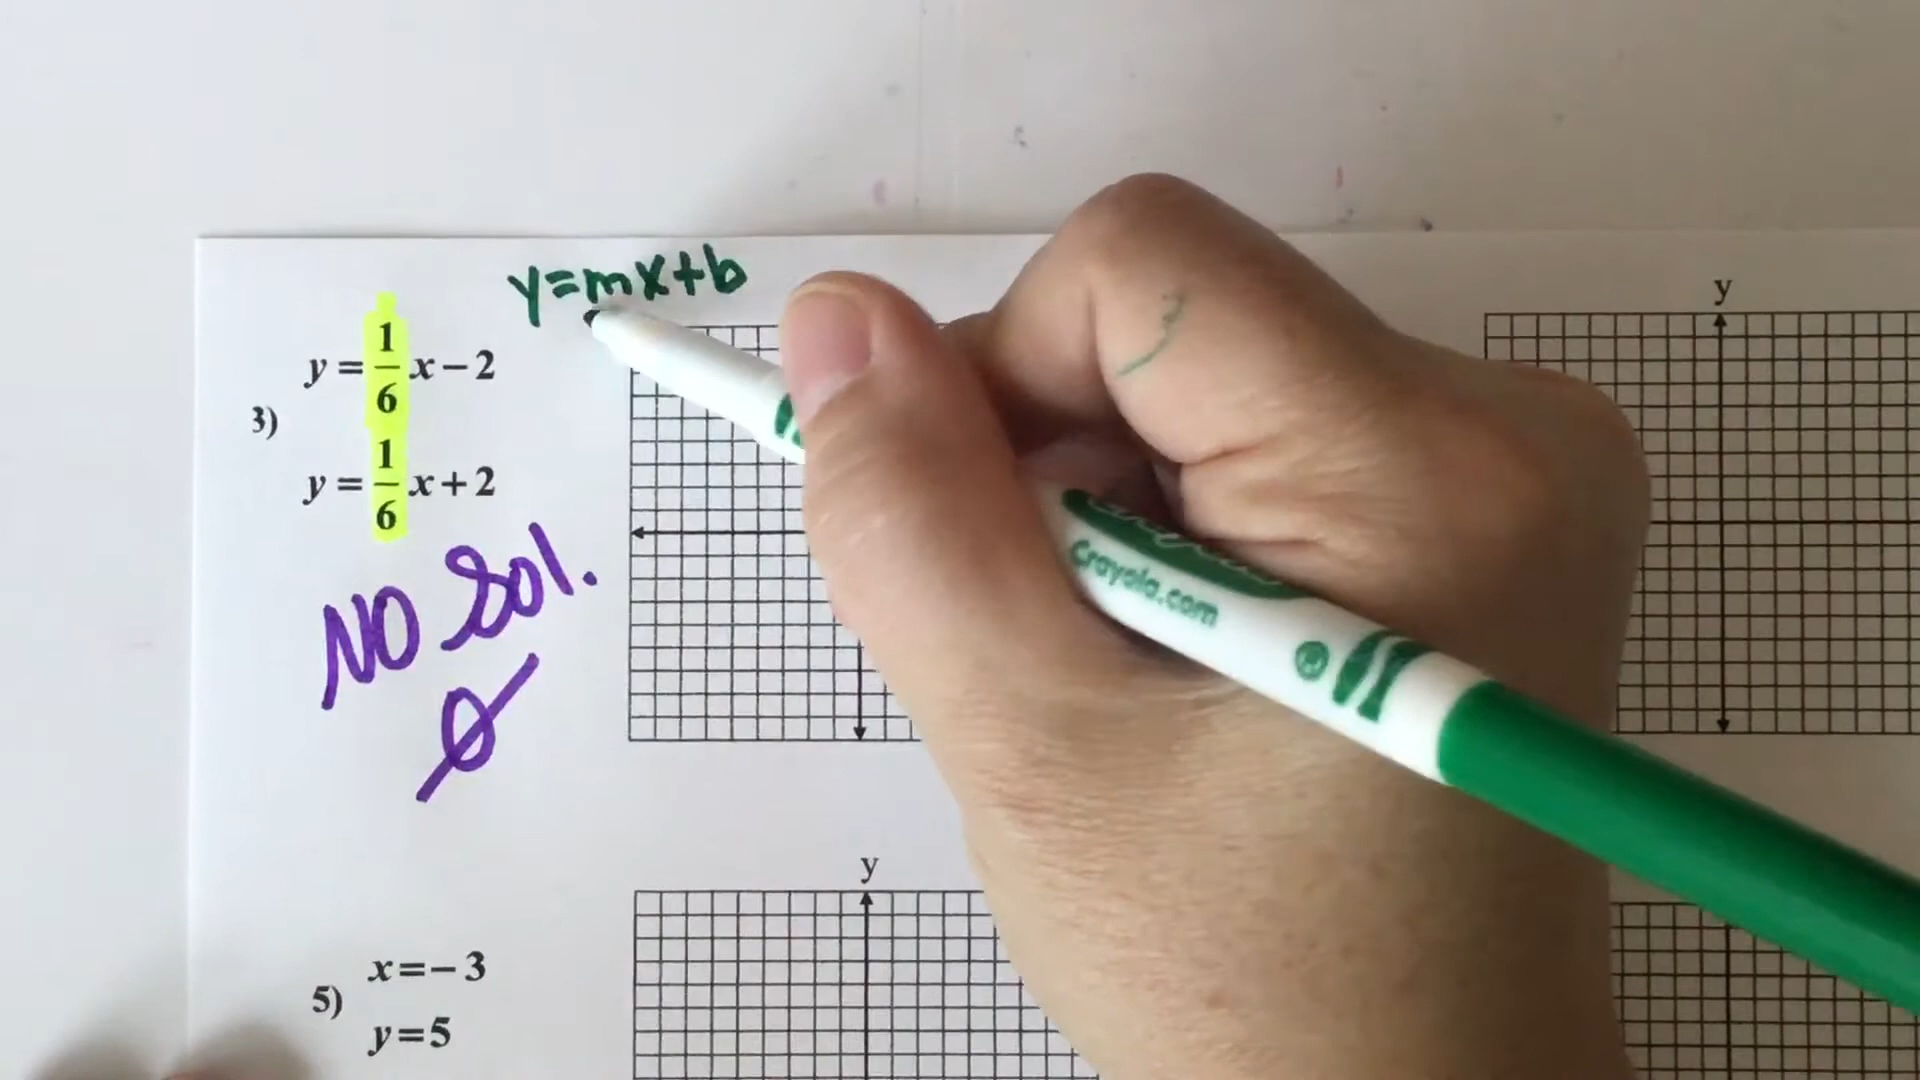 y=mx+b
y
3)
y = 1/6 x - 2
y = 1/6 x + 2
NO Sol.
Ø
Crayola.com
®
y
5)
x = - 3
y = 5